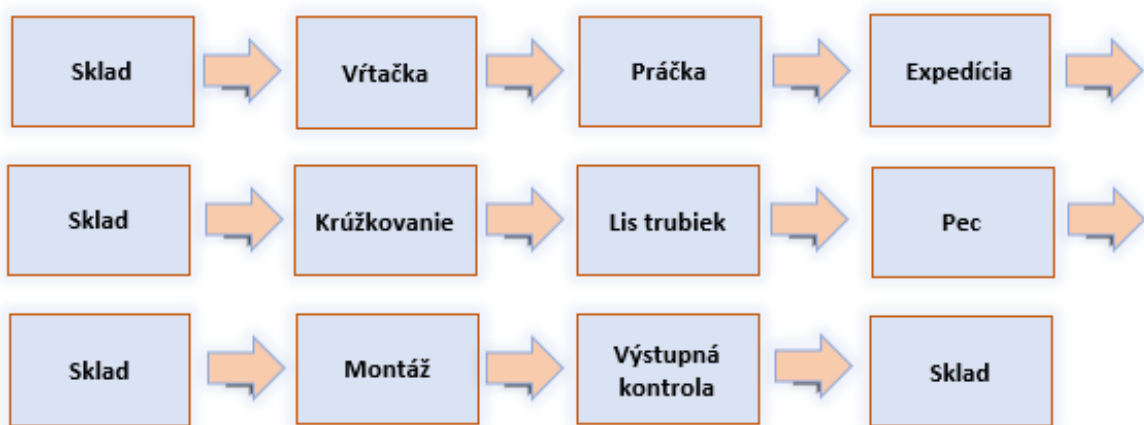 Sklad
Vŕtačka
Práčka
Expedícia
Sklad
Krúžkovanie
Lis trubiek
Pec
Sklad
Montáž
Výstupná
kontrola
Sklad